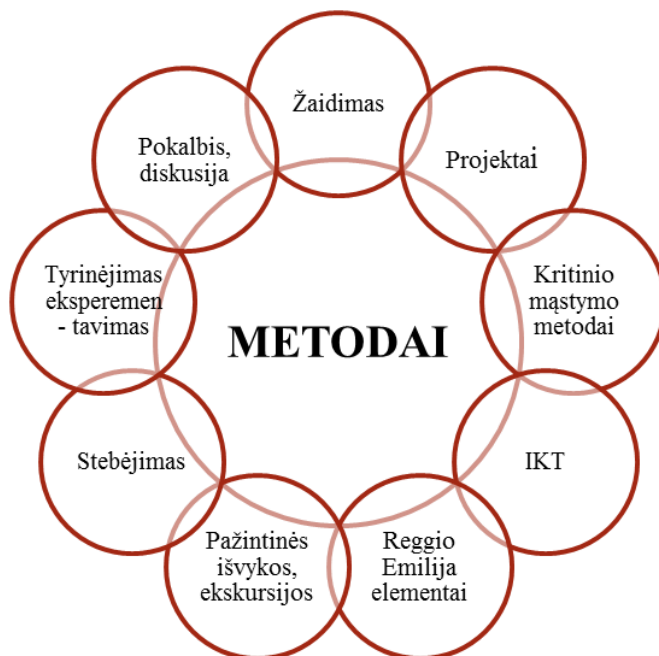 Žaidimas
Projektai
Kritinio
mąstymo
metodai
IKT
Reggio
Emilija
elementai
Pažintinės
išvykos,
ekskursijos
Stebėjimas
Tyrinėjimas
eksperemen
- tavimas
Pokalbis,
diskusija
METODAI